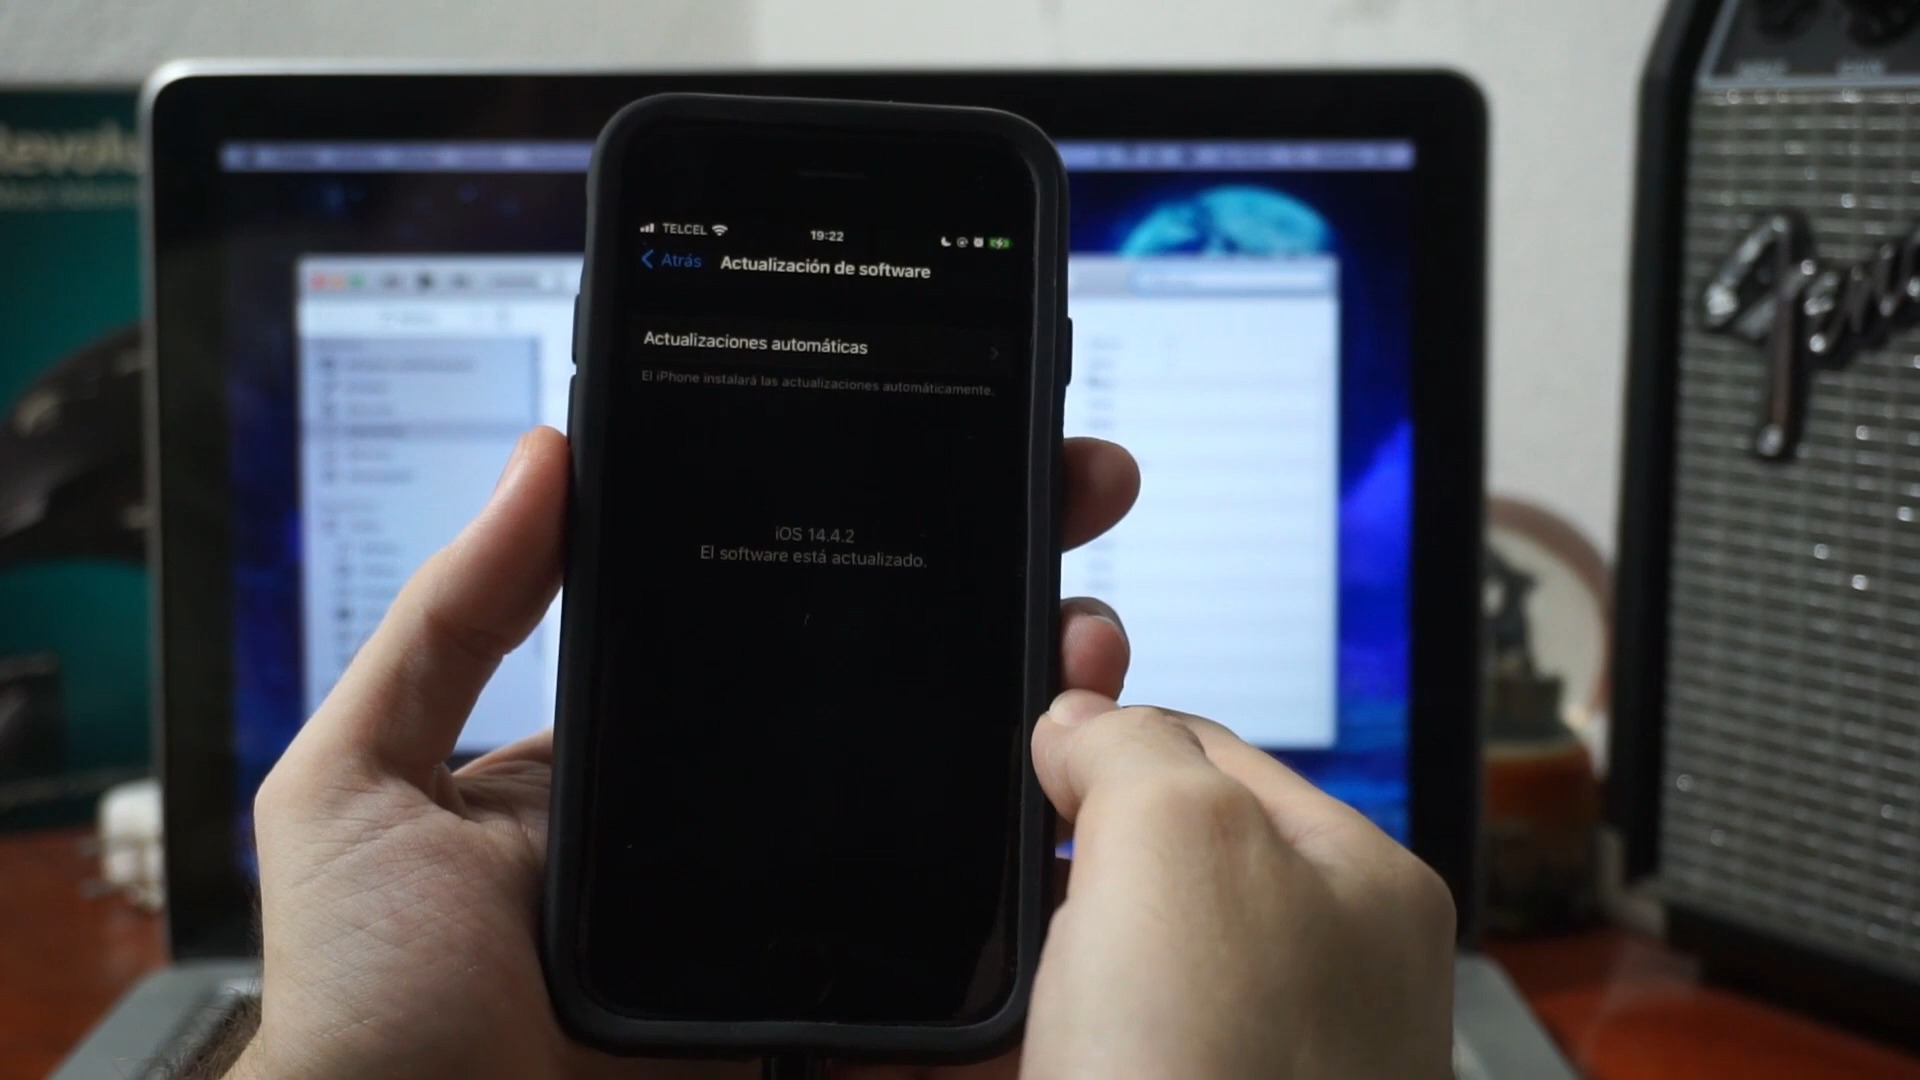 TELCEL
19:22
Atrás
Actualización de software
Actualizaciones automáticas
El iPhone instalará las actualizaciones automáticamente.
iOS 14.4.2
El software está actualizado.
Fender